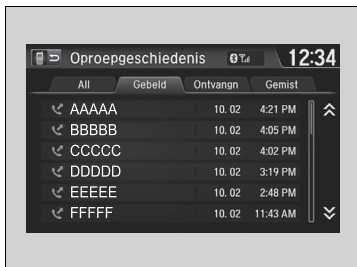 Oproepgeschiedenis 12:34
All Gebeld Ontvangn Gemist
AAAAA 10. 02 4:21 PM
BBBBB 10. 02 4:05 PM
CCCCC 10. 02 4:02 PM
DDDDD 10. 02 3:19 PM
EEEEE 10. 02 2:48 PM
FFFFF 10. 02 11:43 AM